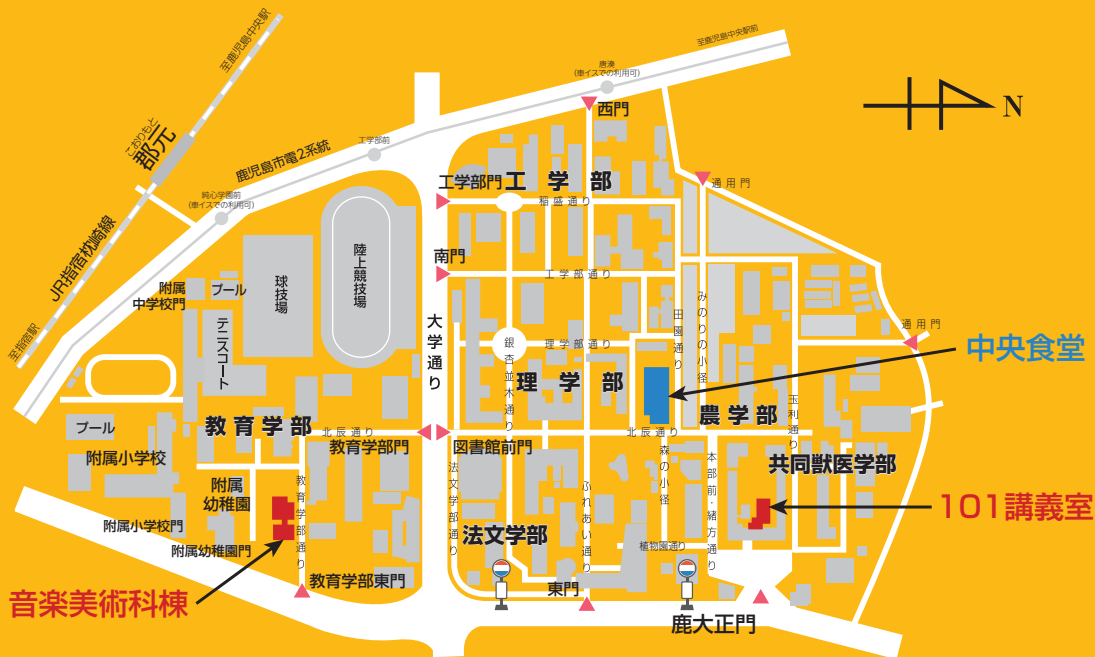 至鹿児島中央駅
至鹿児島中央駅前
唐湊
(車イスでの利用可)
西門
N
こおりもと
郡元
工学部前
鹿児島市電2系統
純心学園前
(車イスでの利用可)
JR指宿枕崎線
至指宿駅
工学部門
工学部
稲盛通り
通用門
南門
工学部通り
陸上競技場
球技場
附属
中学校門
プール
テニスコート
大学通り
銀杏並木通り
理学部通り
理学部
田園通り
みのりの小径
通用門
中央食堂
農学部
玉利通り
プール
教育学部
北辰通り
教育学部門
図書館前門
北辰通り
附属小学校
附属
幼稚園
教育学部通り
法文学部通り
法文学部
ふれあい通り
森の小径
本部前・緒方通り
共同獣医学部
101講義室
附属小学校門
附属幼稚園門
植物園通り
音楽美術科棟
教育学部東門
東門
鹿大正門